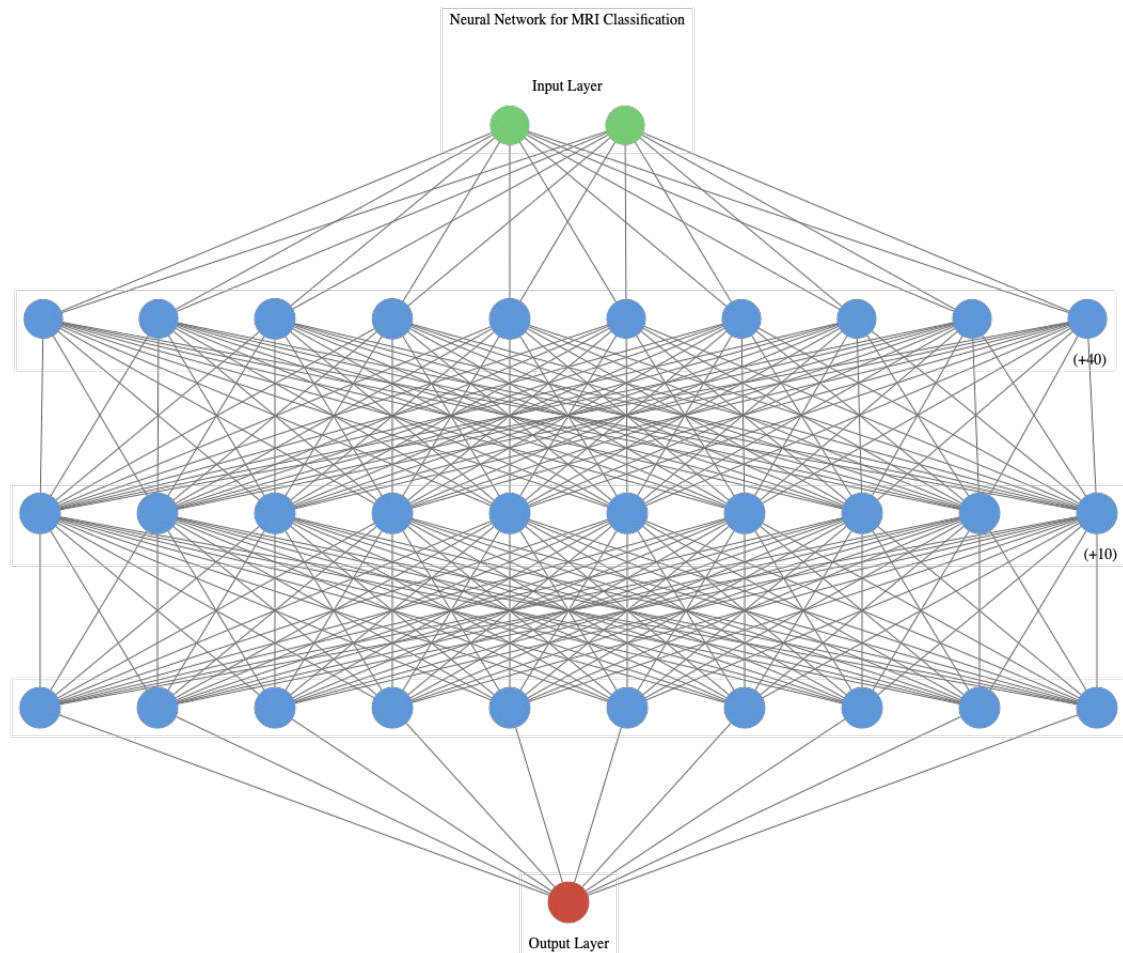 Neural Network for MRI Classification
Input Layer
(+40)
(+10)
Output Layer